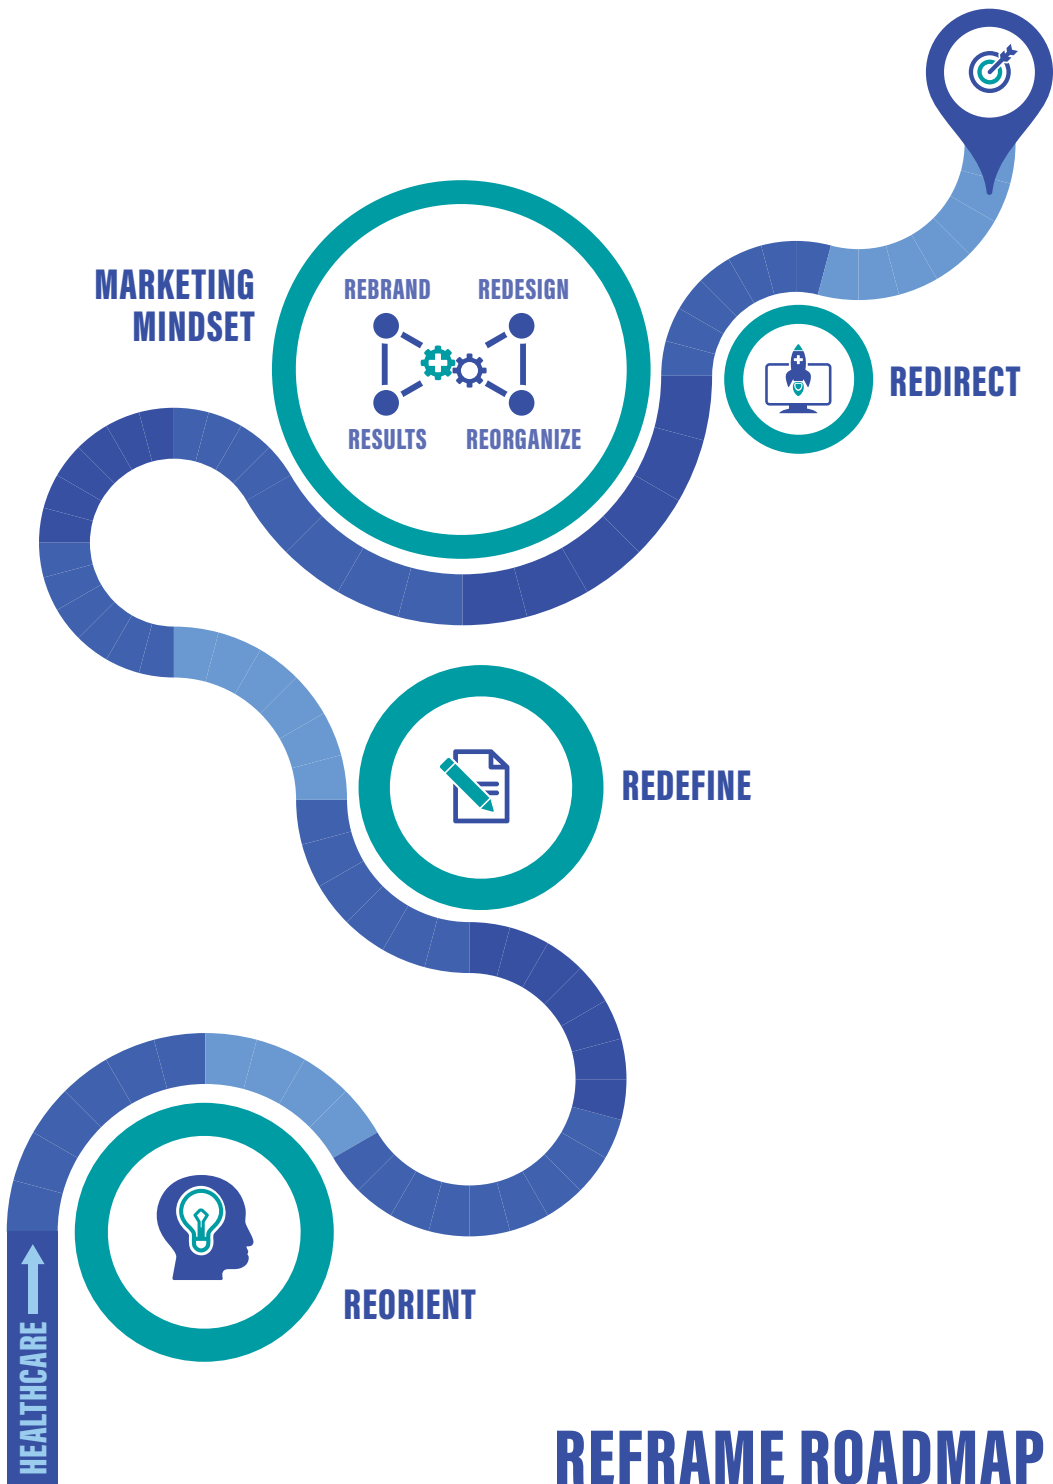 MARKETING
MINDSET
REBRAND REDESIGN
RESULTS REORGANIZE
REDIRECT
REDEFINE
REORIENT
HEALTHCARE
REFRAME ROADMAP